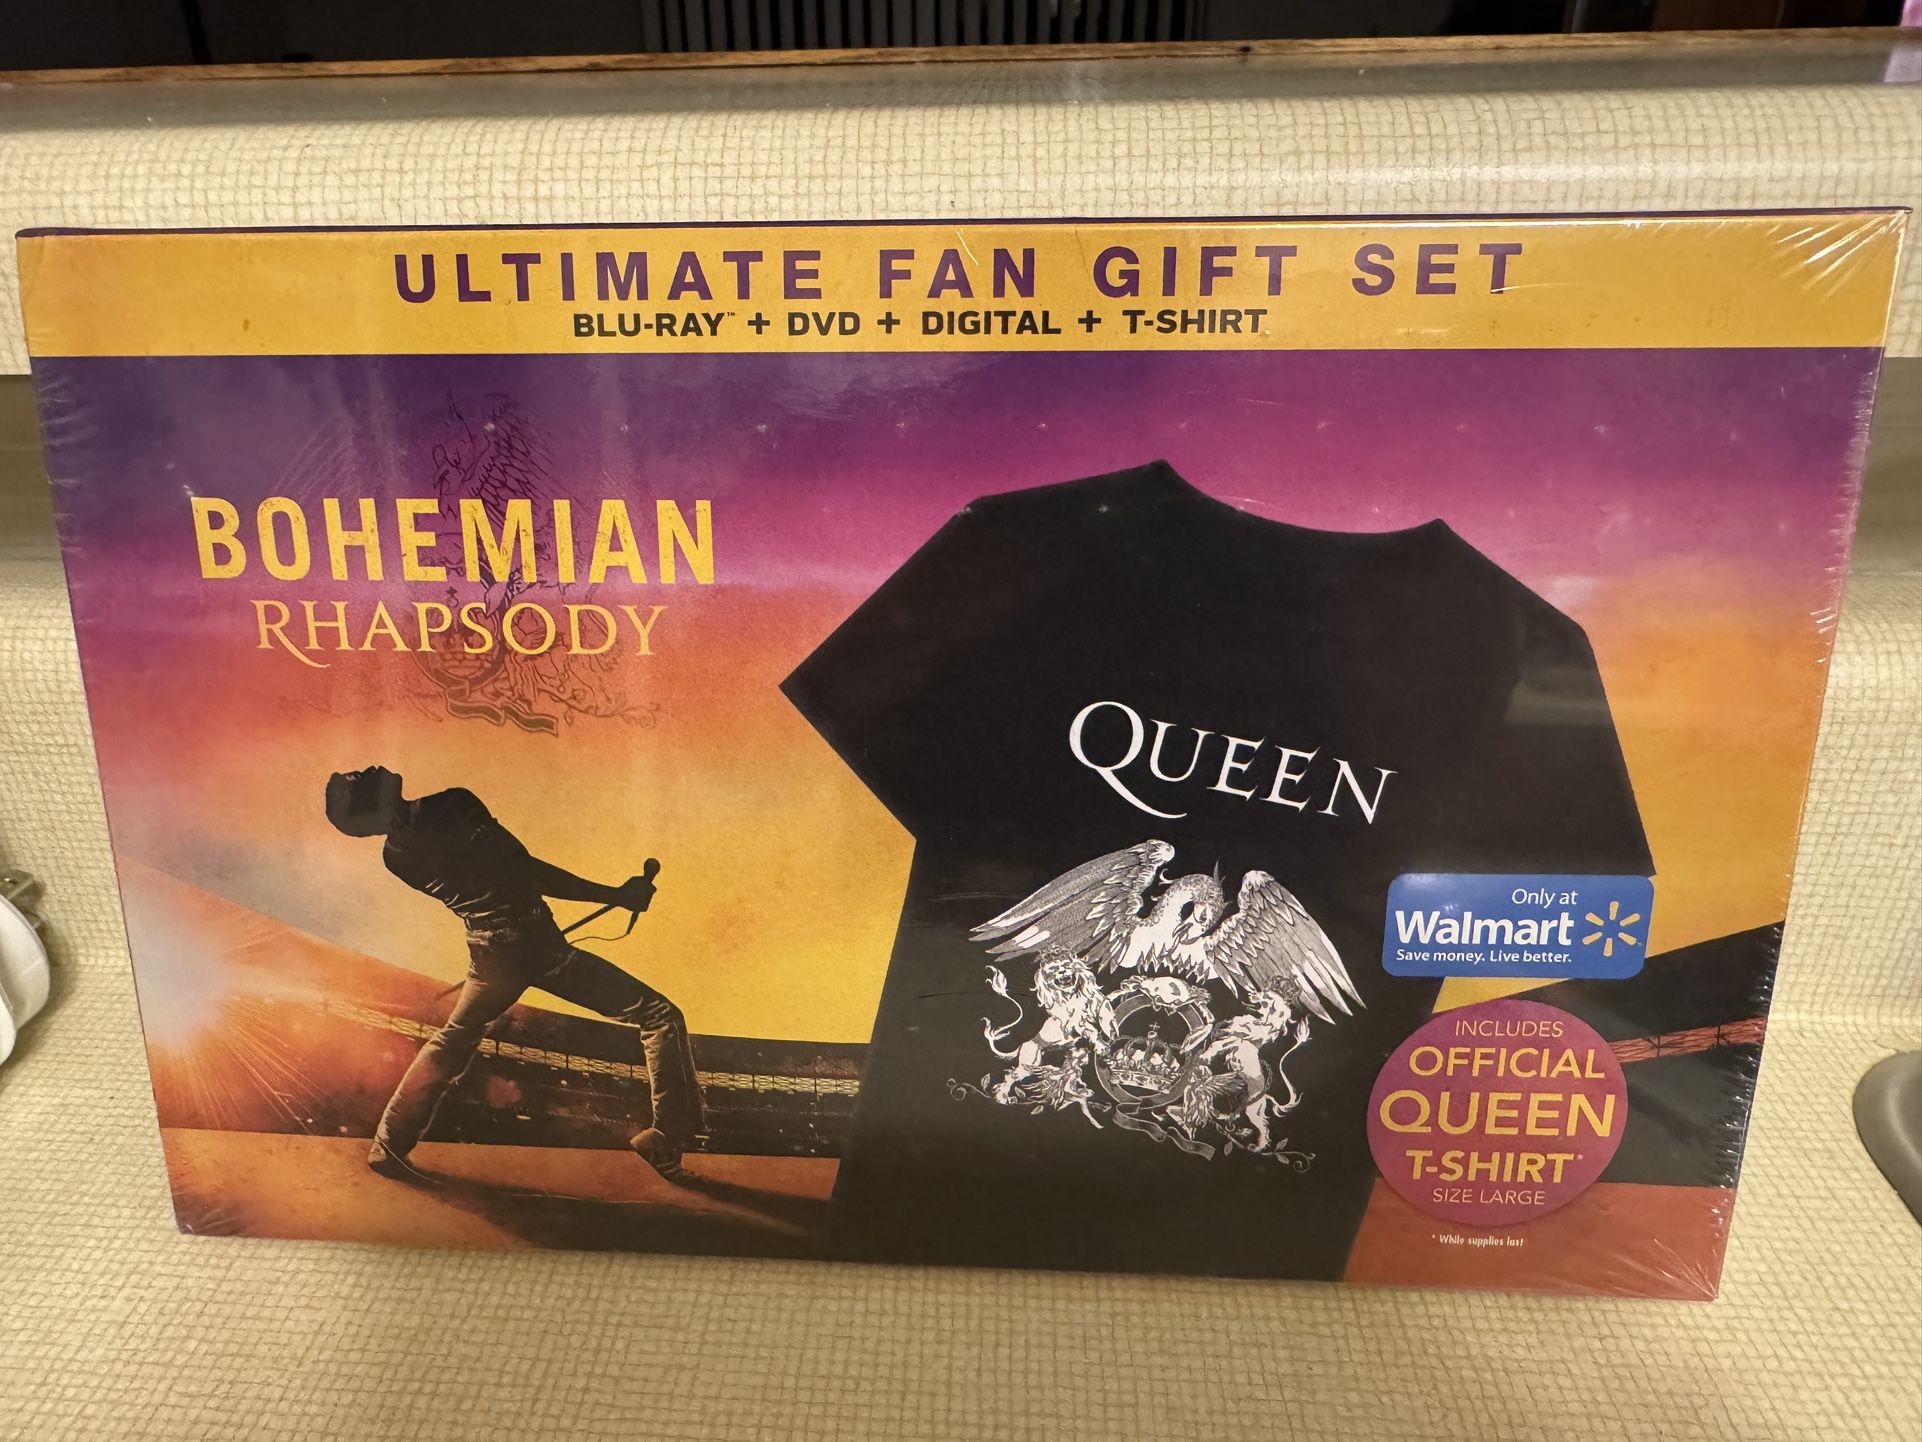 ULTIMATE FAN GIFT SET
BLU-RAY™ + DVD + DIGITAL + T-SHIRT
BOHEMIAN
RHAPSODY
QUEEN
Only at
Walmart
Save money. Live better.
INCLUDES
OFFICIAL
QUEEN
T-SHIRT*
SIZE LARGE
* While supplies last